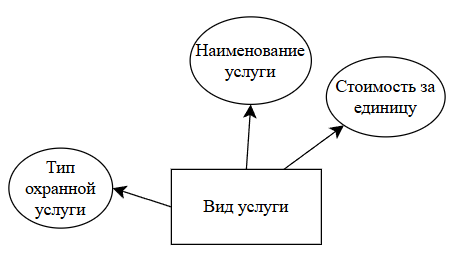 Наименование
услуги
Стоимость за
единицу
Тип
охранной
услуги
Вид услуги